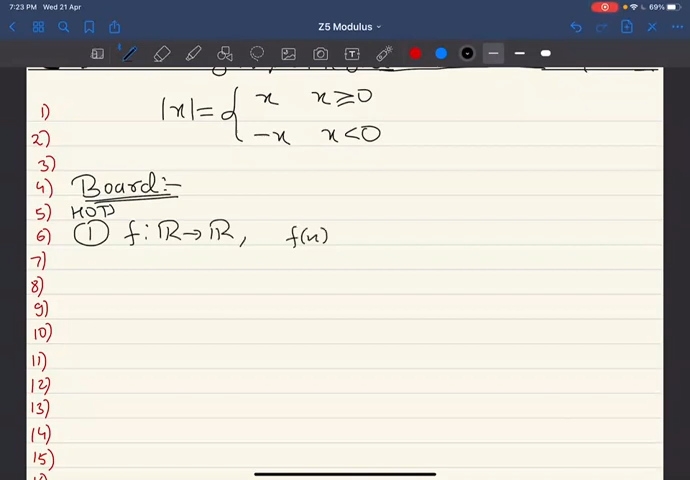 7:23 PM Wed 21 Apr
69%
Z5 Modulus
T
|x|= { x x≥0
-x x<0
1)
2)
3)
4) Board:-
5) HOTS
6) ① f:ℝ→ℝ, f(x)
7)
8)
9)
10)
11)
12)
13)
14)
15)